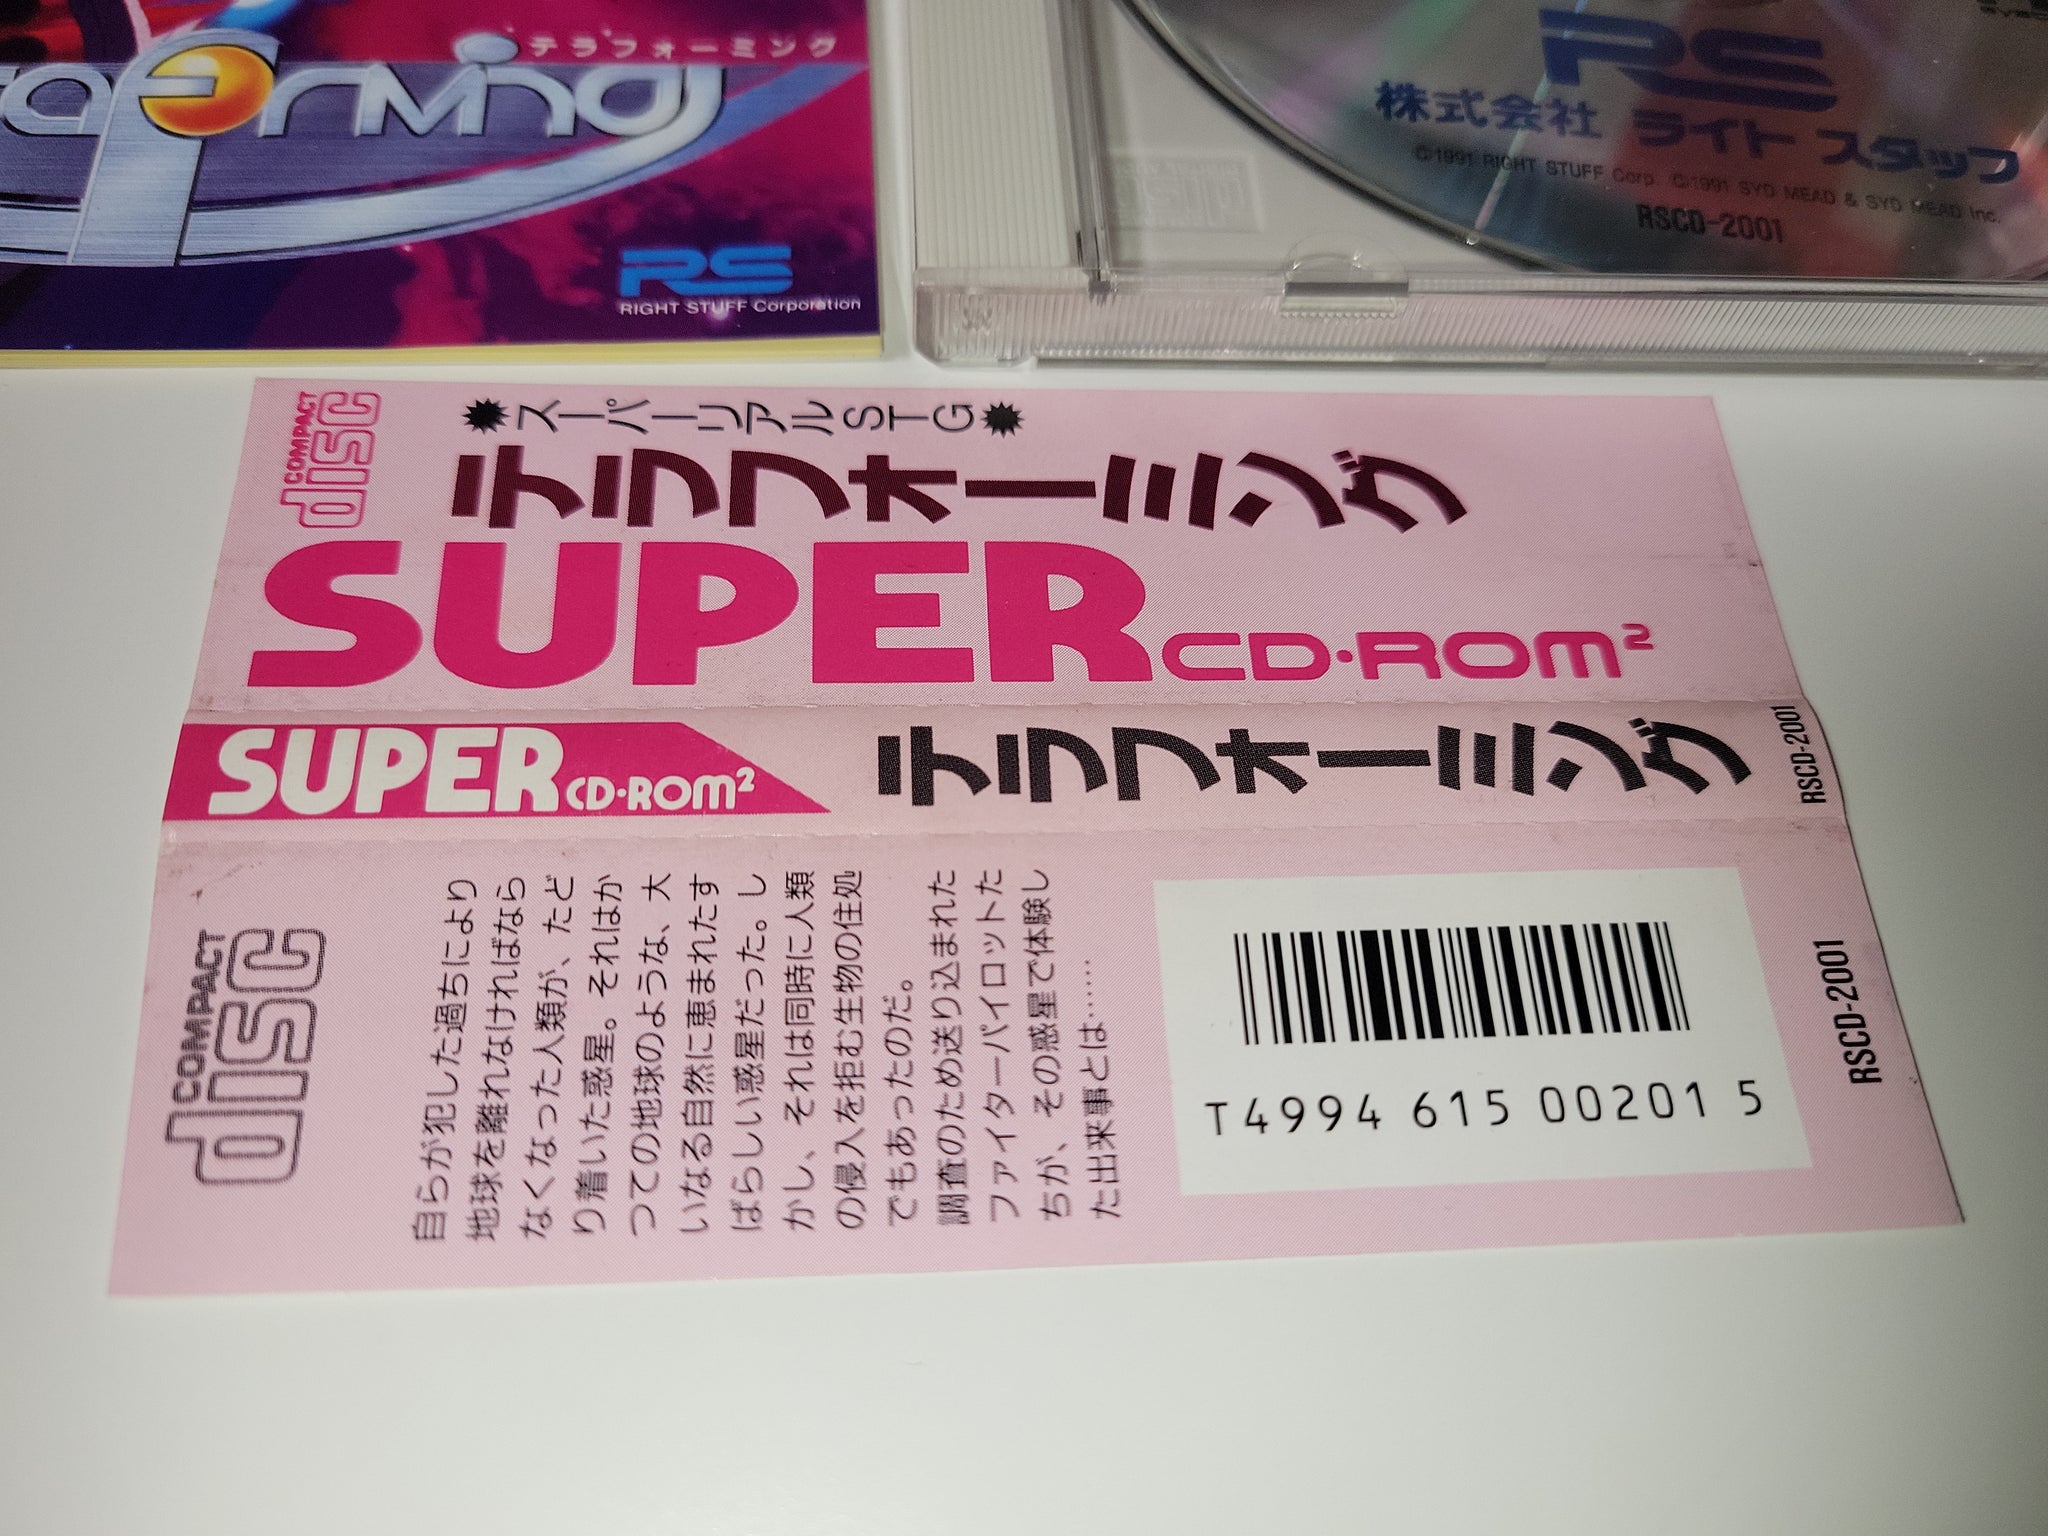 テラフォーミング
RS
RIGHT STUFF Corporation
RS
株式会社 ライト スタッフ
©1991 RIGHT STUFF Corp. ©1991 SYD MEAD & SYD MEAD Inc.
RSCD-2001
COMPACT
disc
スーパーリアルSTG
テラフォーミング
SUPER CD・ROM²
SUPER CD・ROM²
テラフォーミング
RSCD-2001
COMPACT
disc
自らが犯した過ちにより
地球を離れなければなら
なくなった人類が、たど
り着いた惑星。それはか
つての地球のような、大
いなる自然に恵まれたす
ばらしい惑星だった。し
かし、それは同時に人類
の侵入を拒む生物の住処
でもあったのだ。
調査のため送り込まれた
ファイターパイロットた
ちが、その惑星で体験し
た出来事とは……
T4994 615 00201 5
RSCD-2001